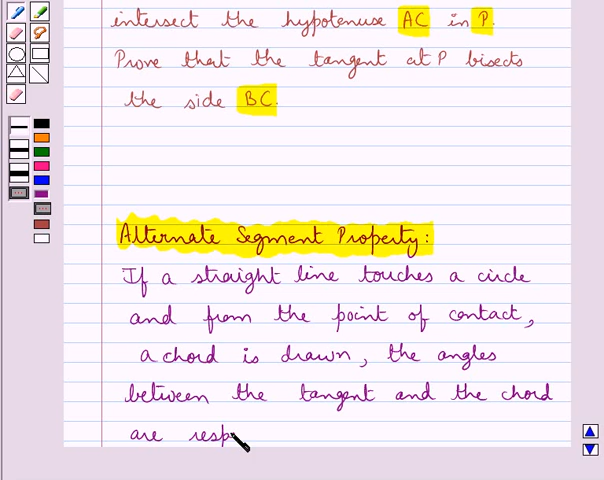 intersect the hypotenuse AC in P.
Prove that the tangent at P bisects
the side BC.
Alternate Segment Property:
If a straight line touches a circle
and from the point of contact,
a chord is drawn, the angles
between the tangent and the chord
are resp